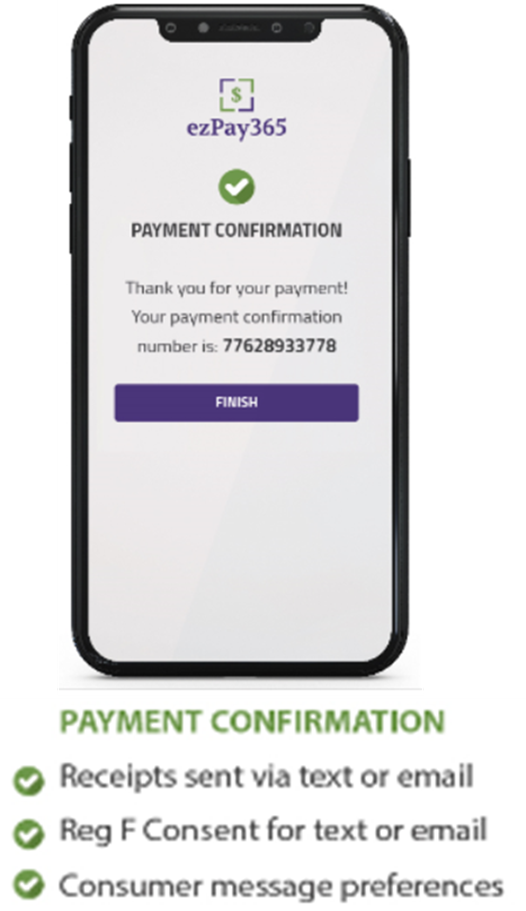 $
ezPay365
PAYMENT CONFIRMATION
Thank you for your payment!
Your payment confirmation
number is: 77628933778
FINISH
PAYMENT CONFIRMATION
Receipts sent via text or email
Reg F Consent for text or email
Consumer message preferences